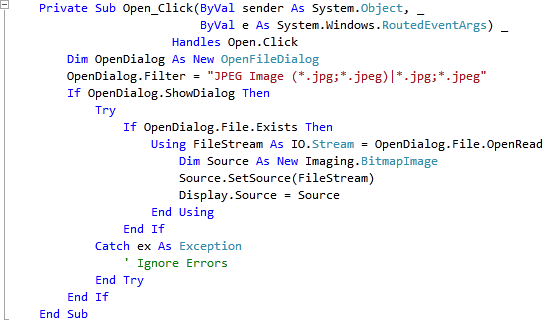 Private Sub Open_Click(ByVal sender As System.Object, _
ByVal e As System.Windows.RoutedEventArgs) _
Handles Open.Click
Dim OpenDialog As New OpenFileDialog
OpenDialog.Filter = "JPEG Image (*.jpg;*.jpeg)|*.jpg;*.jpeg"
If OpenDialog.ShowDialog Then
Try
If OpenDialog.File.Exists Then
Using FileStream As IO.Stream = OpenDialog.File.OpenRead
Dim Source As New Imaging.BitmapImage
Source.SetSource(FileStream)
Display.Source = Source
End Using
End If
Catch ex As Exception
' Ignore Errors
End Try
End If
End Sub